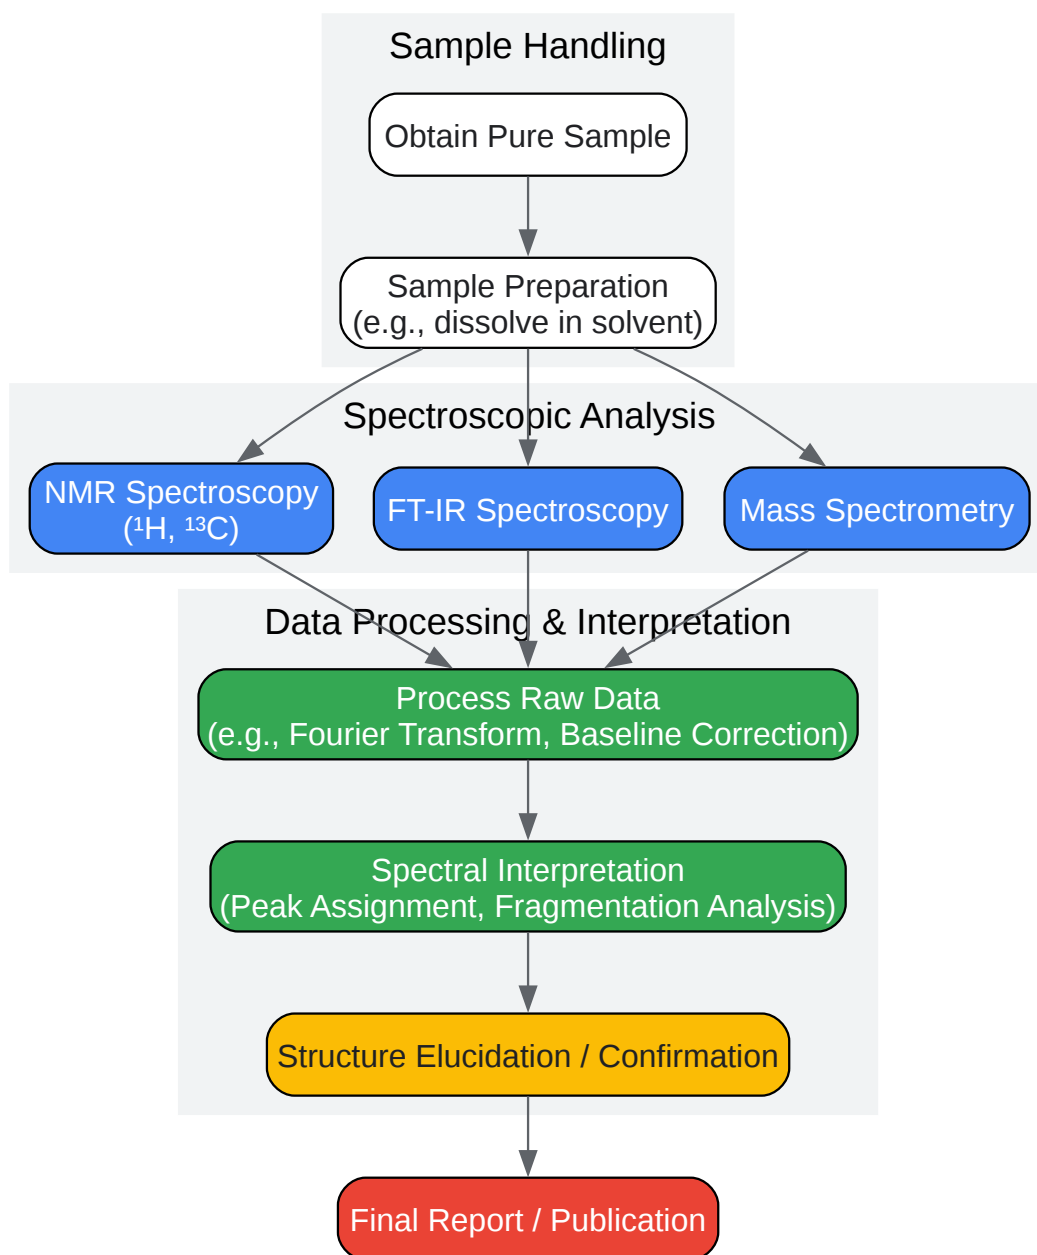 Sample Handling
Obtain Pure Sample
Sample Preparation
(e.g., dissolve in solvent)
Spectroscopic Analysis
NMR Spectroscopy
(¹H, ¹³C)
FT-IR Spectroscopy
Mass Spectrometry
Data Processing & Interpretation
Process Raw Data
(e.g., Fourier Transform, Baseline Correction)
Spectral Interpretation
(Peak Assignment, Fragmentation Analysis)
Structure Elucidation / Confirmation
Final Report / Publication